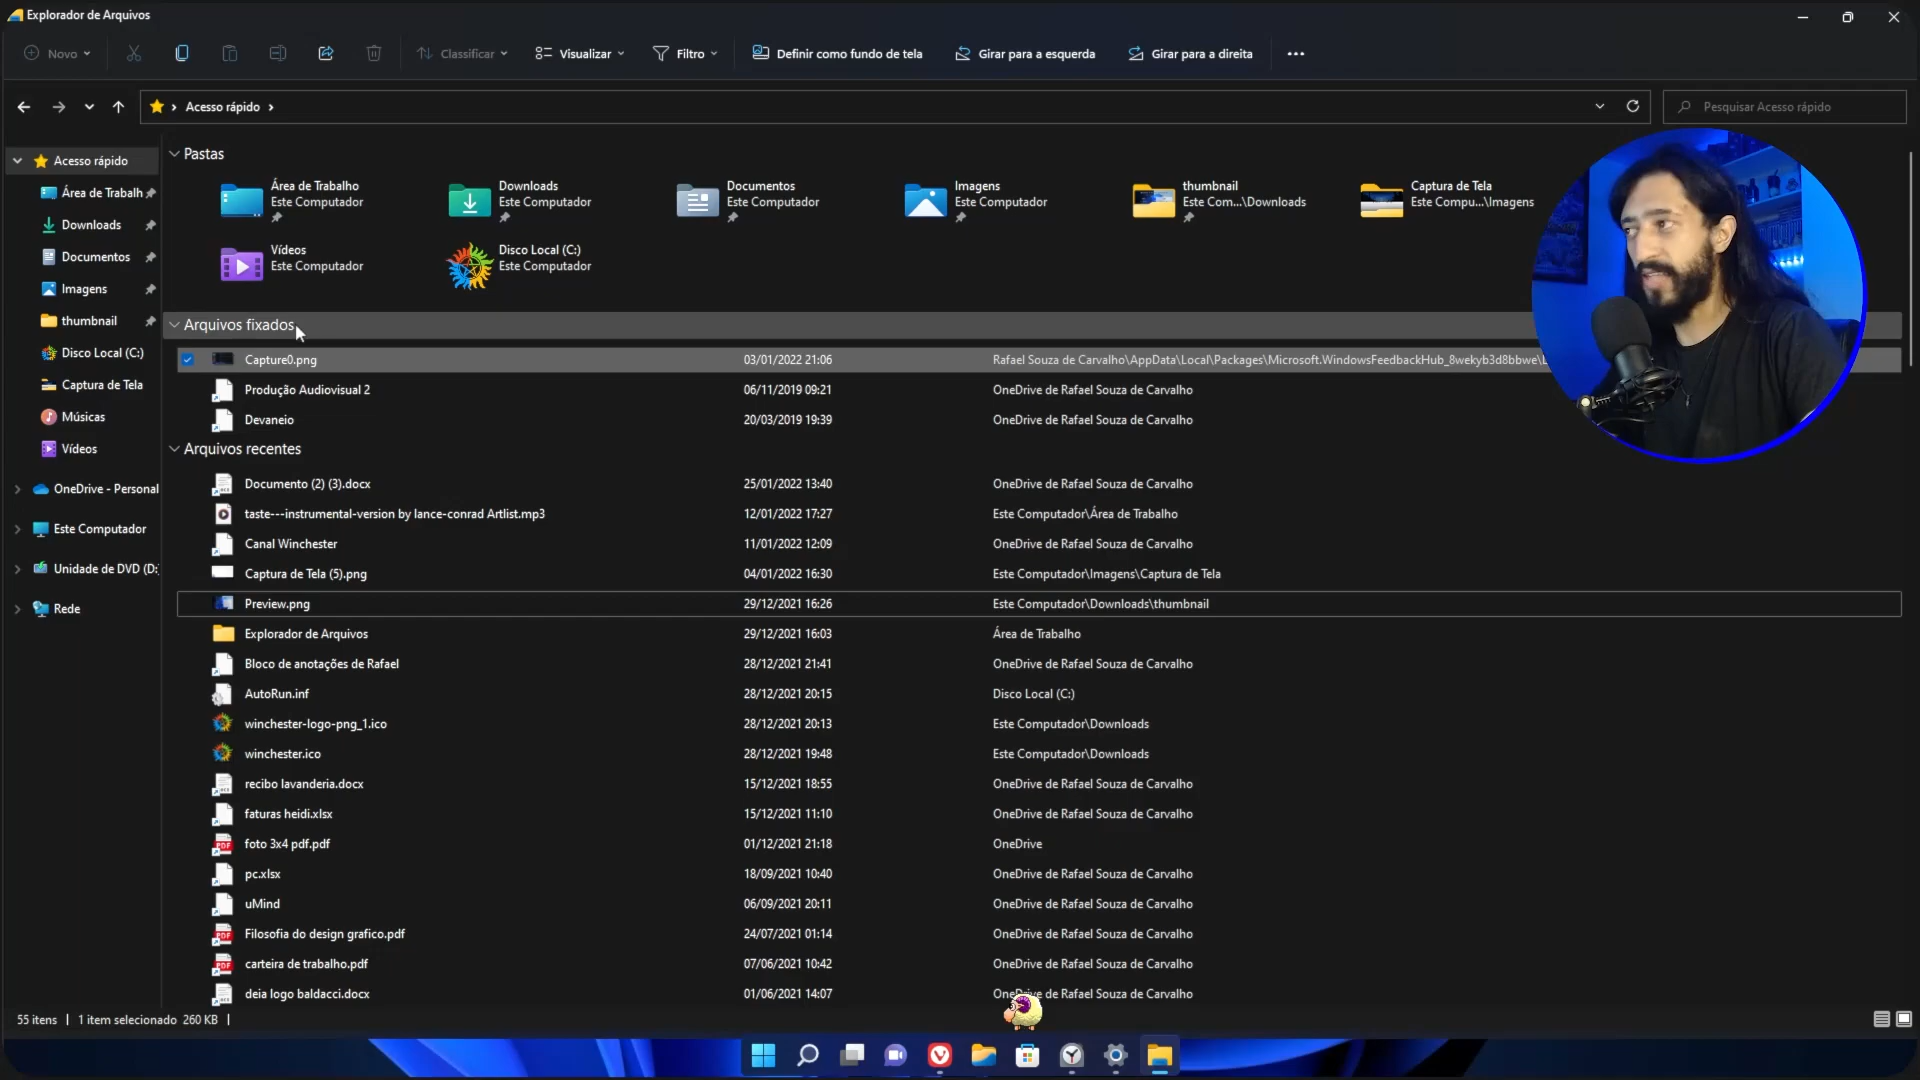 Explorador de Arquivos
Novo
Classificar
Visualizar
Filtro
Definir como fundo de tela
Girar para a esquerda
Girar para a direita
Acesso rápido
Pesquisar Acesso rápido
Acesso rápido
Área de Trabalh
Downloads
Documentos
Imagens
thumbnail
Disco Local (C:)
Captura de Tela
Músicas
Vídeos
OneDrive - Personal
Este Computador
Unidade de DVD (D:
Rede
Pastas
Área de Trabalho
Este Computador
Downloads
Este Computador
Documentos
Este Computador
Imagens
Este Computador
thumbnail
Este Com...\Downloads
Captura de Tela
Este Compu...\Imagens
Vídeos
Este Computador
Disco Local (C:)
Este Computador
Arquivos fixados
Capture0.png 03/01/2022 21:06 Rafael Souza de Carvalho\AppData\Local\Packages\Microsoft.WindowsFeedbackHub_8wekyb3d8bbwe\
Produção Audiovisual 2 06/11/2019 09:21 OneDrive de Rafael Souza de Carvalho
Devaneio 20/03/2019 19:39 OneDrive de Rafael Souza de Carvalho
Arquivos recentes
Documento (2) (3).docx 25/01/2022 13:40 OneDrive de Rafael Souza de Carvalho
taste---instrumental-version by lance-conrad Artlist.mp3 12/01/2022 17:27 Este Computador\Área de Trabalho
Canal Winchester 11/01/2022 12:09 OneDrive de Rafael Souza de Carvalho
Captura de Tela (5).png 04/01/2022 16:30 Este Computador\Imagens\Captura de Tela
Preview.png 29/12/2021 16:26 Este Computador\Downloads\thumbnail
Explorador de Arquivos 29/12/2021 16:03 Área de Trabalho
Bloco de anotações de Rafael 28/12/2021 21:41 OneDrive de Rafael Souza de Carvalho
AutoRun.inf 28/12/2021 20:15 Disco Local (C:)
winchester-logo-png_1.ico 28/12/2021 20:13 Este Computador\Downloads
winchester.ico 28/12/2021 19:48 Este Computador\Downloads
recibo lavanderia.docx 15/12/2021 18:55 OneDrive de Rafael Souza de Carvalho
faturas heidi.xlsx 15/12/2021 11:10 OneDrive de Rafael Souza de Carvalho
foto 3x4 pdf.pdf 01/12/2021 21:18 OneDrive
pc.xlsx 18/09/2021 10:40 OneDrive de Rafael Souza de Carvalho
uMind 06/09/2021 20:11 OneDrive de Rafael Souza de Carvalho
Filosofia do design grafico.pdf 24/07/2021 01:14 OneDrive de Rafael Souza de Carvalho
carteira de trabalho.pdf 07/06/2021 10:42 OneDrive de Rafael Souza de Carvalho
deia logo baldacci.docx 01/06/2021 14:07 OneDrive de Rafael Souza de Carvalho
55 itens | 1 item selecionado 260 KB |